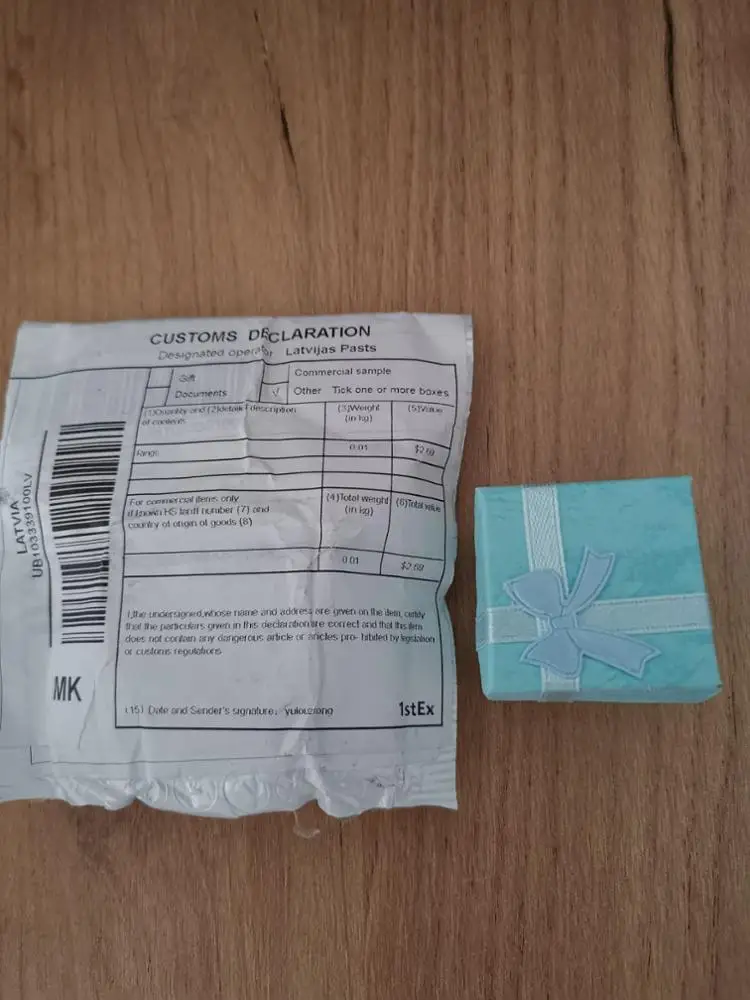 CUSTOMS DECLARATION
Designated operator Latvijas Pasts
Gift
Commercial sample
Documents
√ Other Tick one or more boxes
(1)Quantity and (2)detaile description
of contents
(3)Weight
(in kg)
(5)Value
Rings
0.01
$2.69
For commercial items only
if known HS tariff number (7) and
country of origin of goods (8)
(4)Total weight
(in kg)
(6)Total value
0.01
$2.69
I,the undersigned,whose name and address are given on the item, certify
that the particulars given in this declaration are correct and that this item
does not contain any dangerous article or articles pro- hibited by legislation
or customs regulations
(15) Date and Sender's signature: yulouziong
1stEx
LATVIA
UB103339100LV
MK